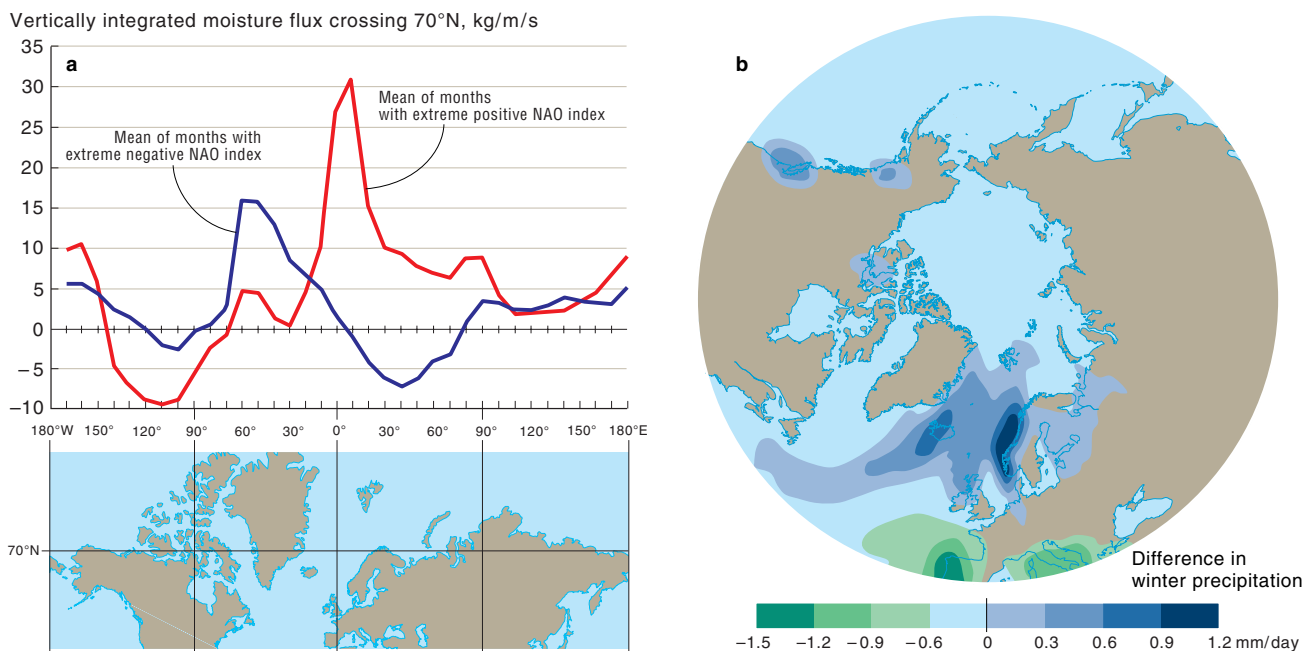 Vertically integrated moisture flux crossing 70°N, kg/m/s
35
30
25
20
15
10
5
0
−5
−10
a
Mean of months with
extreme negative NAO index
Mean of months
with extreme positive NAO index
180°W 150° 120° 90° 60° 30° 0° 30° 60° 90° 120° 150° 180°E
70°N
b
Difference in
winter precipitation
−1.5 −1.2 −0.9 −0.6 0 0.3 0.6 0.9 1.2 mm/day